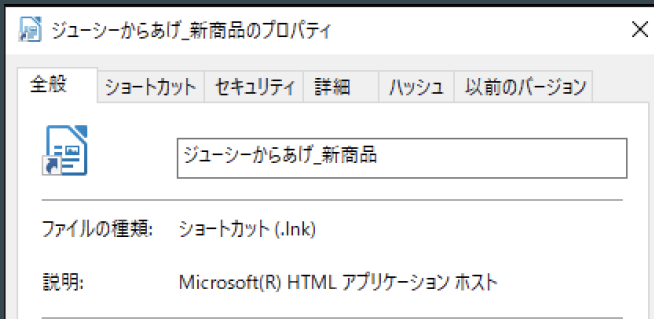 ジューシーからあげ_新商品のプロパティ
全般 ショートカット セキュリティ 詳細 ハッシュ 以前のバージョン
ジューシーからあげ_新商品
ファイルの種類: ショートカット (.lnk)
説明: Microsoft(R) HTML アプリケーション ホスト